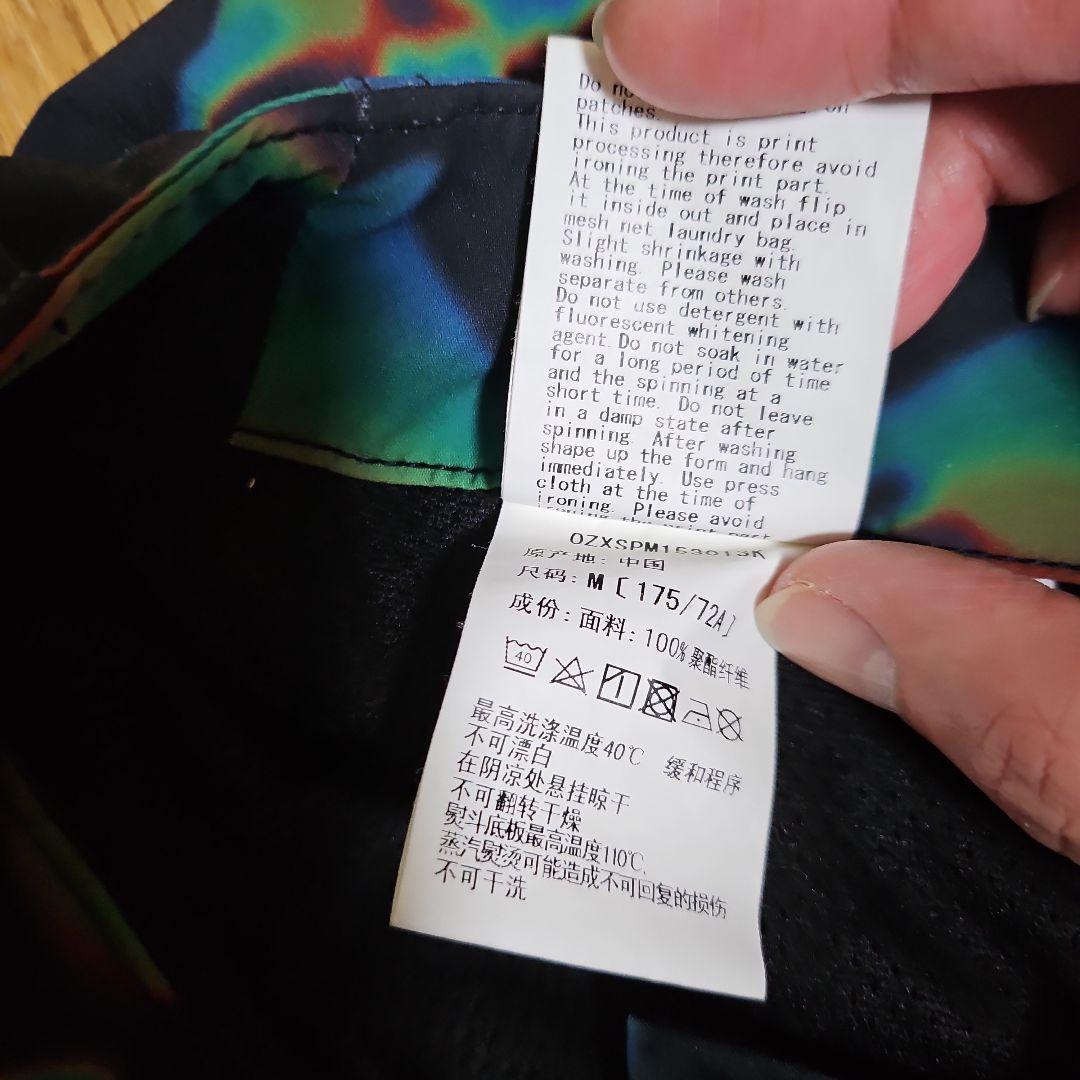 Do
patches. on
This product is print
processing therefore avoid
ironing the print part.
At the time of wash flip
it inside out and place in
mesh net laundry bag.
Slight shrinkage with
washing. Please wash
separate from others.
Do not use detergent with
fluorescent whitening
agent.Do not soak in water
for a long period of time
and the spinning at a
short time. Do not leave
in a damp state after
spinning. After washing
shape up the form and hang
immediately. Use press
cloth at the time of
ironing. Please avoid
ironing the print part
原产地: 中国
尺码: M [175/72A]
成份: 面料: 100%聚酯纤维
40
最高洗涤温度40℃ 缓和程序
不可漂白
在阴凉处悬挂晾干
不可翻转干燥
熨斗底板最高温度110℃,
蒸汽熨烫可能造成不可回复的损伤
不可干洗